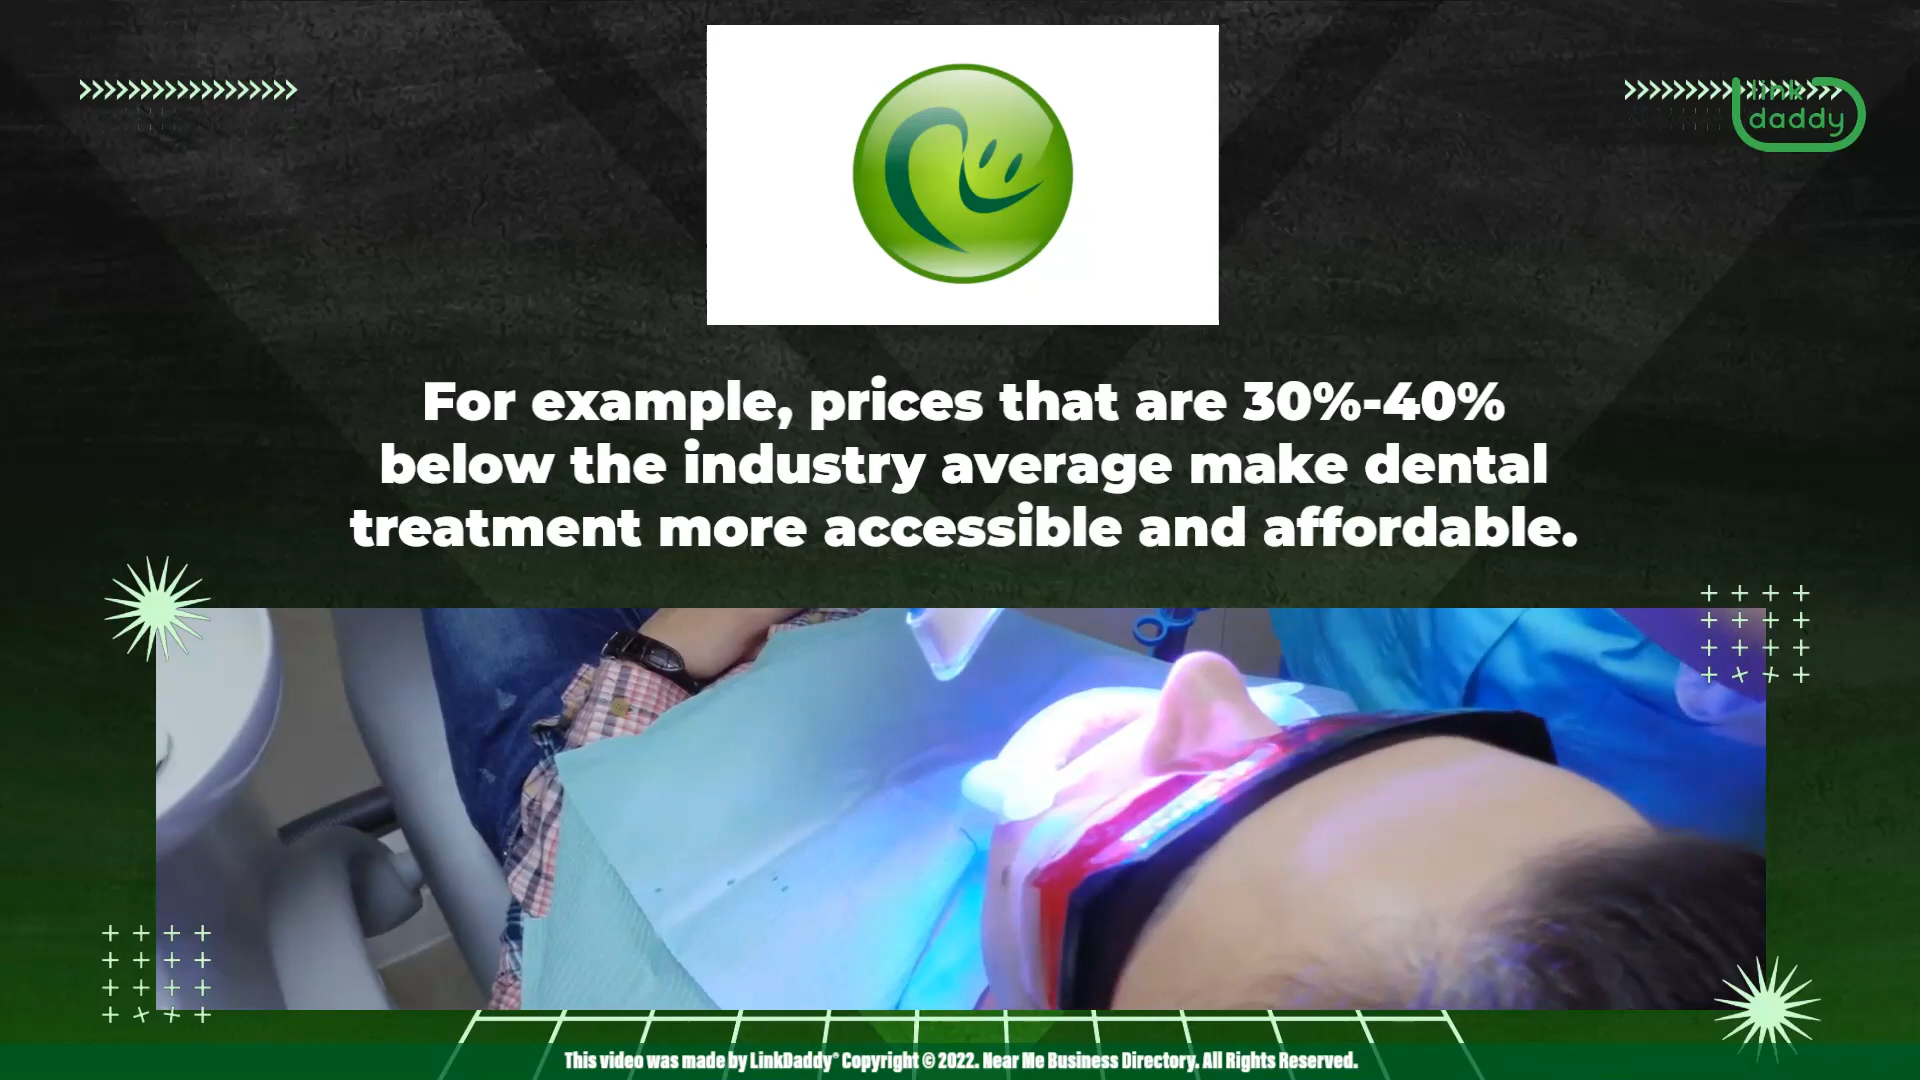 link
daddy
For example, prices that are 30%-40%
below the industry average make dental
treatment more accessible and affordable.
This video was made by LinkDaddy® Copyright © 2022. Near Me Business Directory. All Rights Reserved.